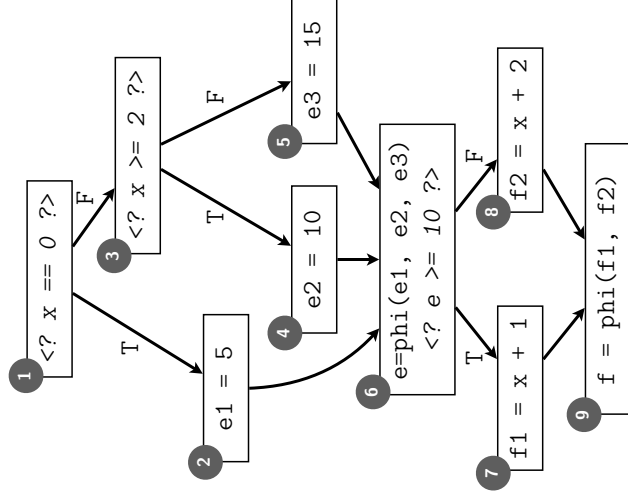 1
<? x == 0 ?>
T
F
3
<? x >= 2 ?>
T
F
2
e1 = 5
4
e2 = 10
5
e3 = 15
6
e=phi(e1, e2, e3)
<? e >= 10 ?>
T
F
7
f1 = x + 1
8
f2 = x + 2
9
f = phi(f1, f2)